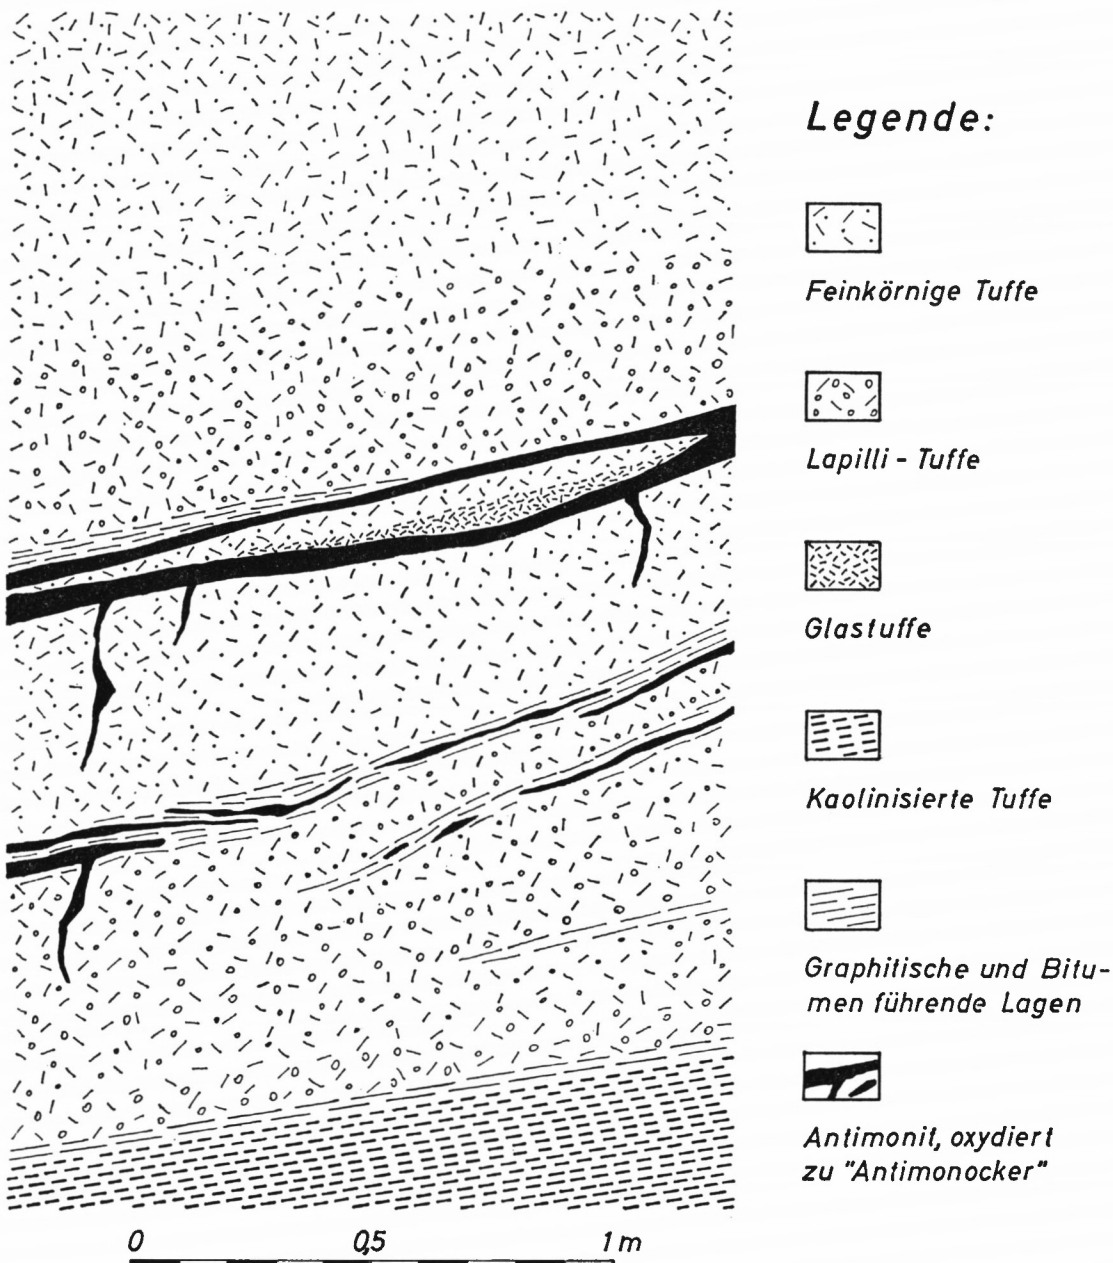 Legende:
Feinkörnige Tuffe
Lapilli - Tuffe
Glastuffe
Kaolinisierte Tuffe
Graphitische und Bitu-
men führende Lagen
Antimonit, oxydiert
zu "Antimonocker"
0 0,5 1 m